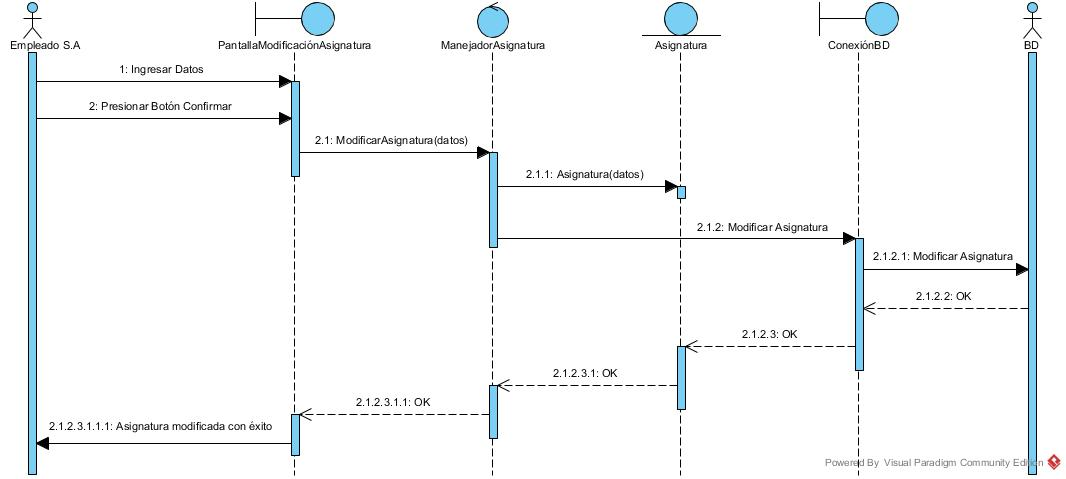 Empleado S.A
PantallaModificaciónAsignatura
ManejadorAsignatura
Asignatura
ConexiónBD
BD
1: Ingresar Datos
2: Presionar Botón Confirmar
2.1: ModificarAsignatura(datos)
2.1.1: Asignatura(datos)
2.1.2: Modificar Asignatura
2.1.2.1: Modificar Asignatura
2.1.2.2: OK
2.1.2.3: OK
2.1.2.3.1: OK
2.1.2.3.1.1: OK
2.1.2.3.1.1.1: Asignatura modificada con éxito
Powered By Visual Paradigm Community Edition